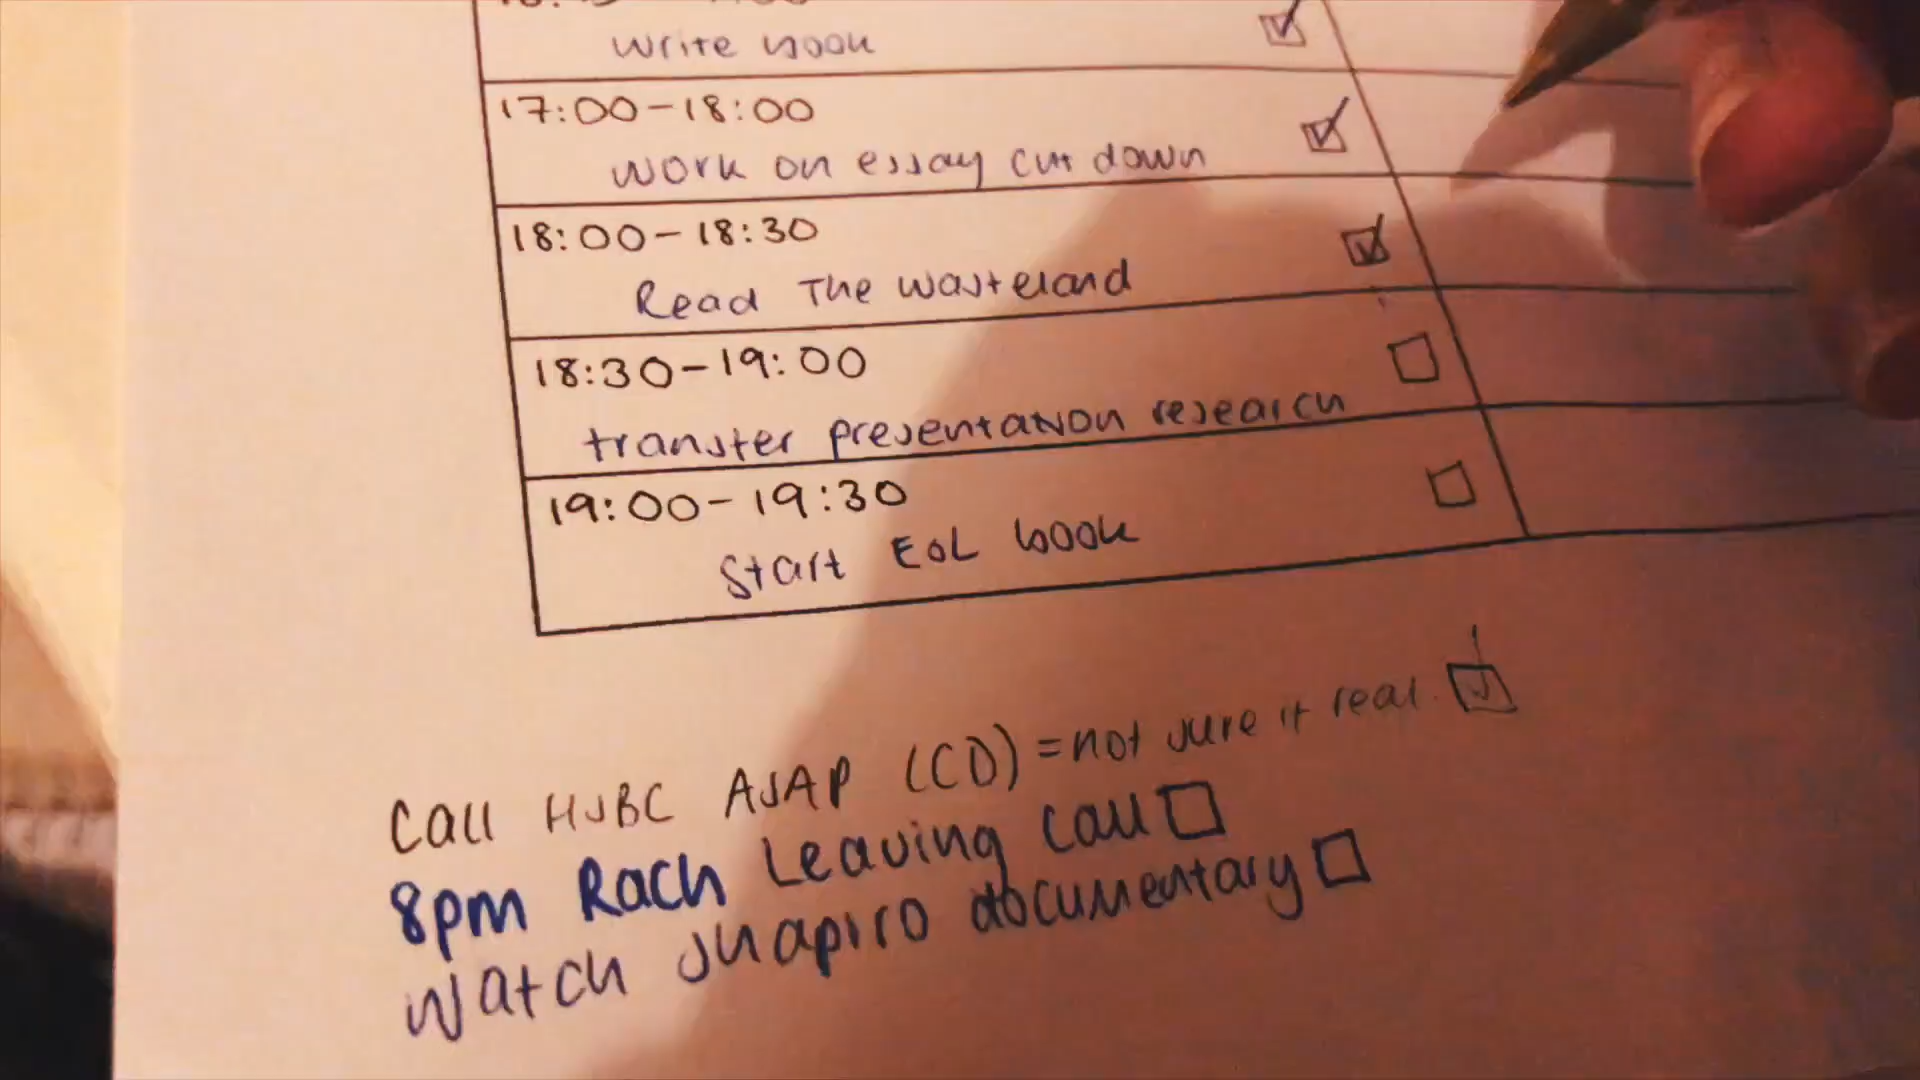 write book
17:00-18:00
work on essay cut down
18:00-18:30
Read The wasteland
18:30-19:00
transfer presentation research
19:00-19:30
Start EOL book
Call HSBC ASAP (CD) = not sure if real.
8pm Rach Leaving call
Watch Shapiro documentary